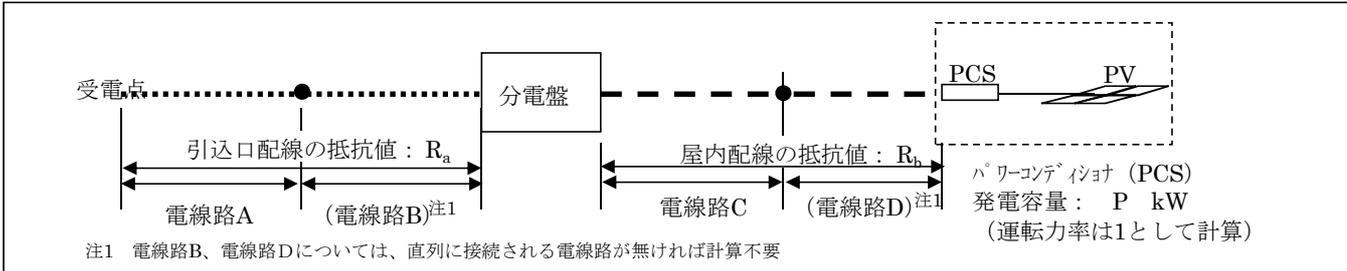 PCS
PV
受電点
分電盤
引込口配線の抵抗値： Ra
屋内配線の抵抗値： Rb
ﾊﾟﾜｰｺﾝﾃﾞｨｼｮﾅ (PCS)
電線路A
(電線路B)注1
電線路C
(電線路D)注1
発電容量： P kW
（運転力率は1として計算）
注1 電線路B、電線路Dについては、直列に接続される電線路が無ければ計算不要